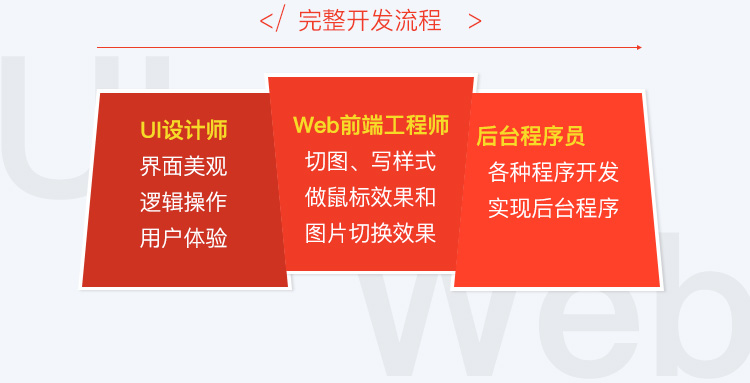 </ 完整开发流程 >
UI设计师
界面美观
逻辑操作
用户体验
Web前端工程师
切图、写样式
做鼠标效果和
图片切换效果
后台程序员
各种程序开发
实现后台程序
UI
Web